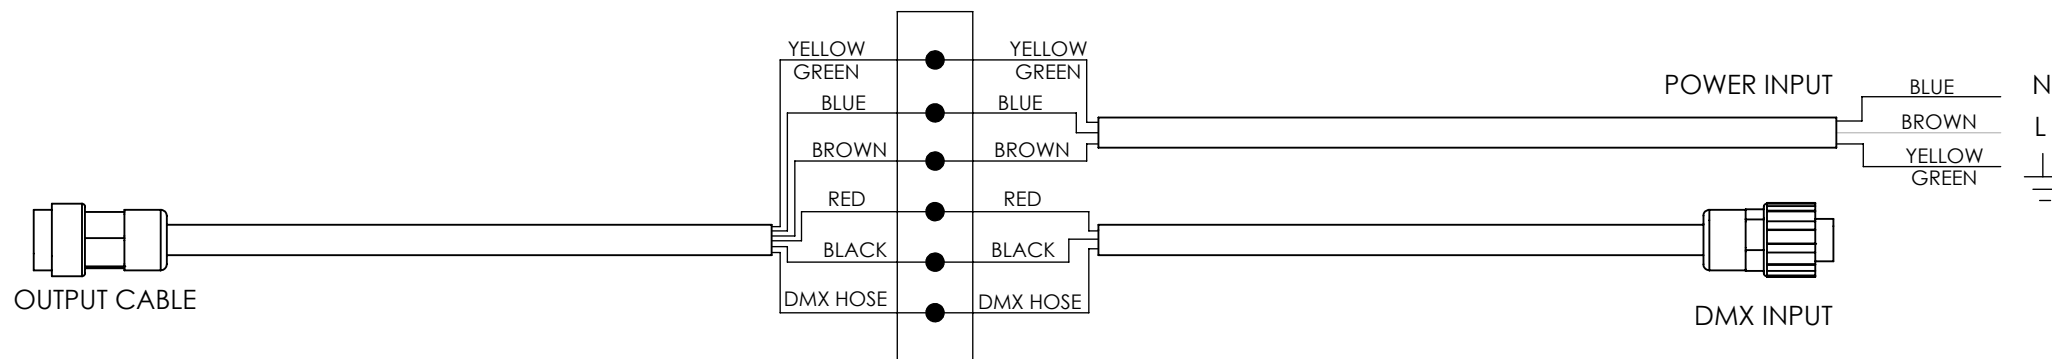 YELLOW
GREEN
YELLOW
GREEN
POWER INPUT
BLUE
N
BLUE
BLUE
BROWN
L
BROWN
BROWN
YELLOW
GREEN
RED
RED
BLACK
BLACK
OUTPUT CABLE
DMX HOSE
DMX HOSE
DMX INPUT